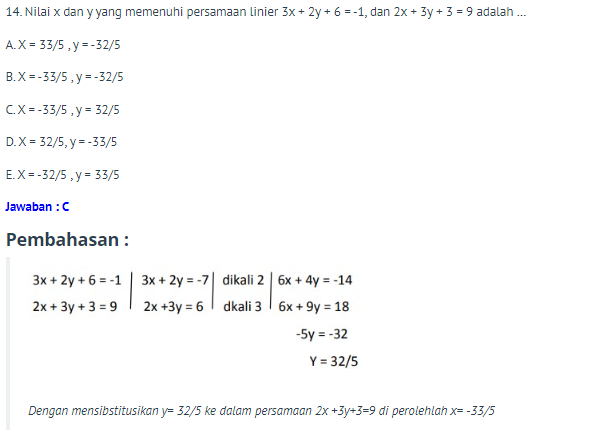 14. Nilai x dan y yang memenuhi persamaan linier 3x + 2y + 6 = -1, dan 2x + 3y + 3 = 9 adalah ...
A. X = 33/5 , y = -32/5
B. X = -33/5 , y = -32/5
C. X = -33/5 , y = 32/5
D. X = 32/5, y = -33/5
E. X = -32/5 , y = 33/5
Jawaban : C
Pembahasan :
3x + 2y + 6 = -1 | 3x + 2y = -7 | dikali 2 | 6x + 4y = -14
2x + 3y + 3 = 9 | 2x +3y = 6 | dkali 3 | 6x + 9y = 18
-5y = -32
Y = 32/5
Dengan mensibstitusikan y= 32/5 ke dalam persamaan 2x +3y+3=9 di perolehlah x= -33/5